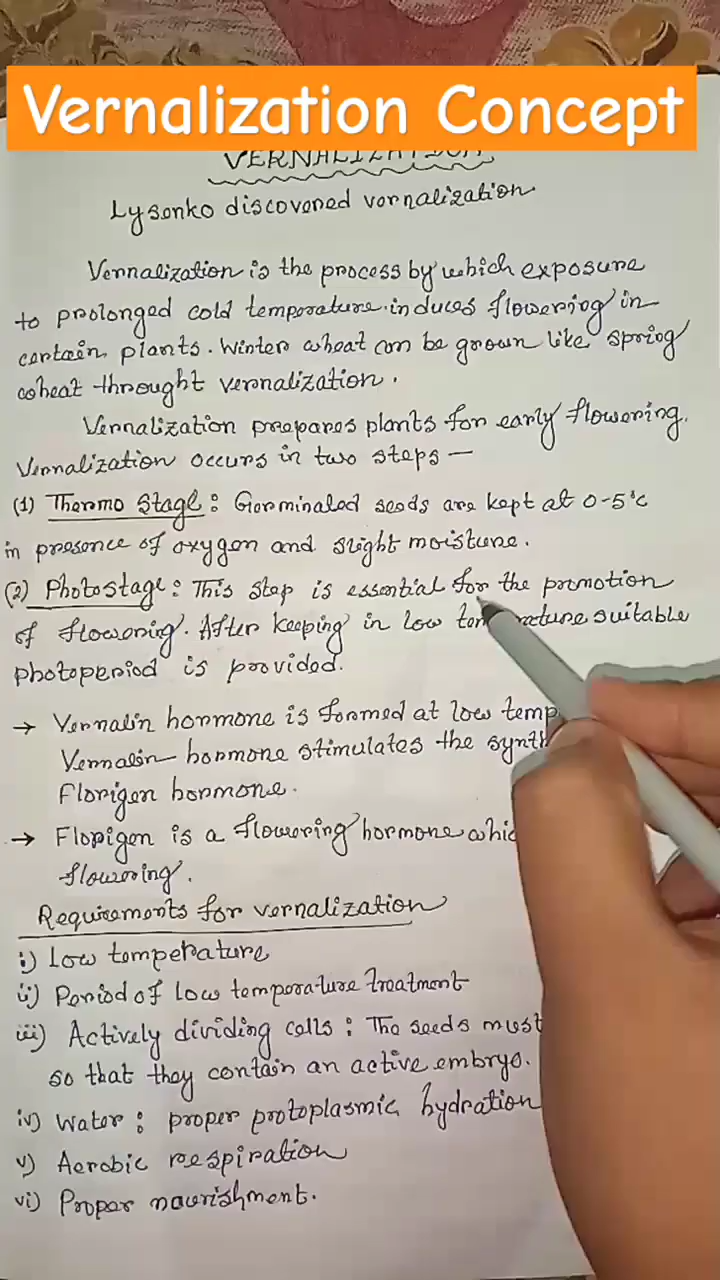 Vernalization Concept
VERNALIZATION
Lysenko discovered vernalization
Vernalization is the process by which exposure
to prolonged cold temperature induces flowering in
certain plants. Winter wheat can be grown like spring
wheat throught vernalization.
Vernalization prepares plants for early flowering.
Vernalization occurs in two steps —
(1) Thermo Stage : Germinated seeds are kept at 0-5°c
in presence of oxygen and slight moisture.
(2) Photostage : This step is essential for the promotion
of flowering. After keeping in low suitable
photoperiod is provided.
→ Vernalin hormone is formed at low temp
Vernalin hormone stimulates the
Florigen hormone.
→ Florigen is a flowering hormone
flowering.
Requirements for vernalization
i) Low temperature
ii) Period of low temperature treatment
iii) Actively dividing cells : The seeds must
so that they contain an active embryo.
iv) Water : proper protoplasmic hydration
v) Aerobic respiration
vi) Proper nourishment.